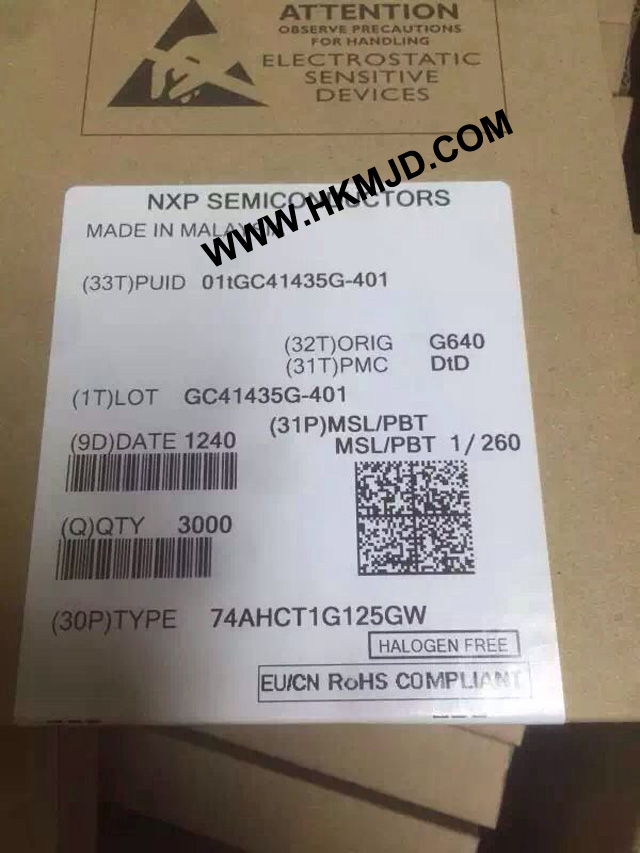 ATTENTION
OBSERVE PRECAUTIONS
FOR HANDLING
ELECTROSTATIC
SENSITIVE
DEVICES
WWW.HKMJD.COM
NXP SEMICONDUCTORS
MADE IN MALAYSIA
(33T)PUID 01tGC41435G-401
(32T)ORIG G640
(31T)PMC DtD
(1T)LOT GC41435G-401
(31P)MSL/PBT
(9D)DATE 1240
MSL/PBT 1/260
(Q)QTY 3000
(30P)TYPE 74AHCT1G125GW
HALOGEN FREE
EU/CN RoHS COMPLIANT